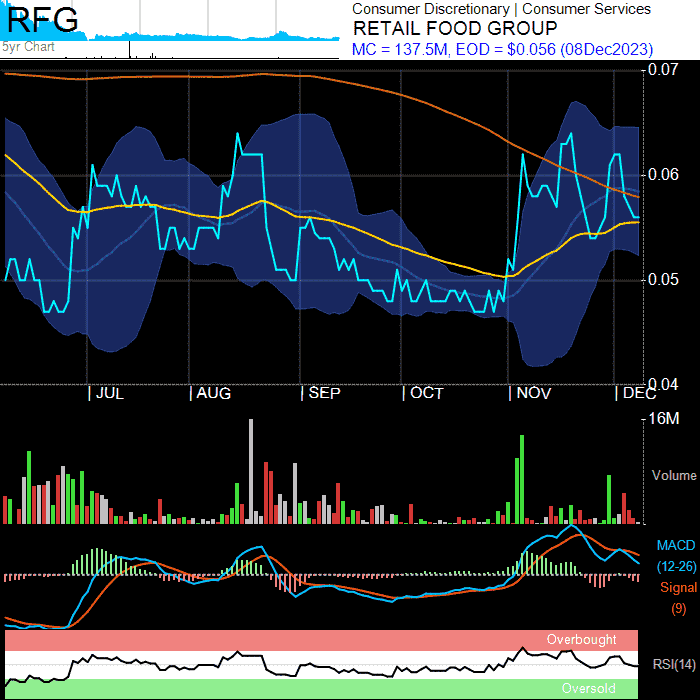 RFG
5yr Chart
Consumer Discretionary | Consumer Services
RETAIL FOOD GROUP
MC = 137.5M, EOD = $0.056 (08Dec2023)
0.07
0.06
0.05
0.04
| JUL | AUG | SEP | OCT | NOV | DEC
16M
Volume
MACD
(12-26)
Signal
(9)
Overbought
RSI(14)
Oversold